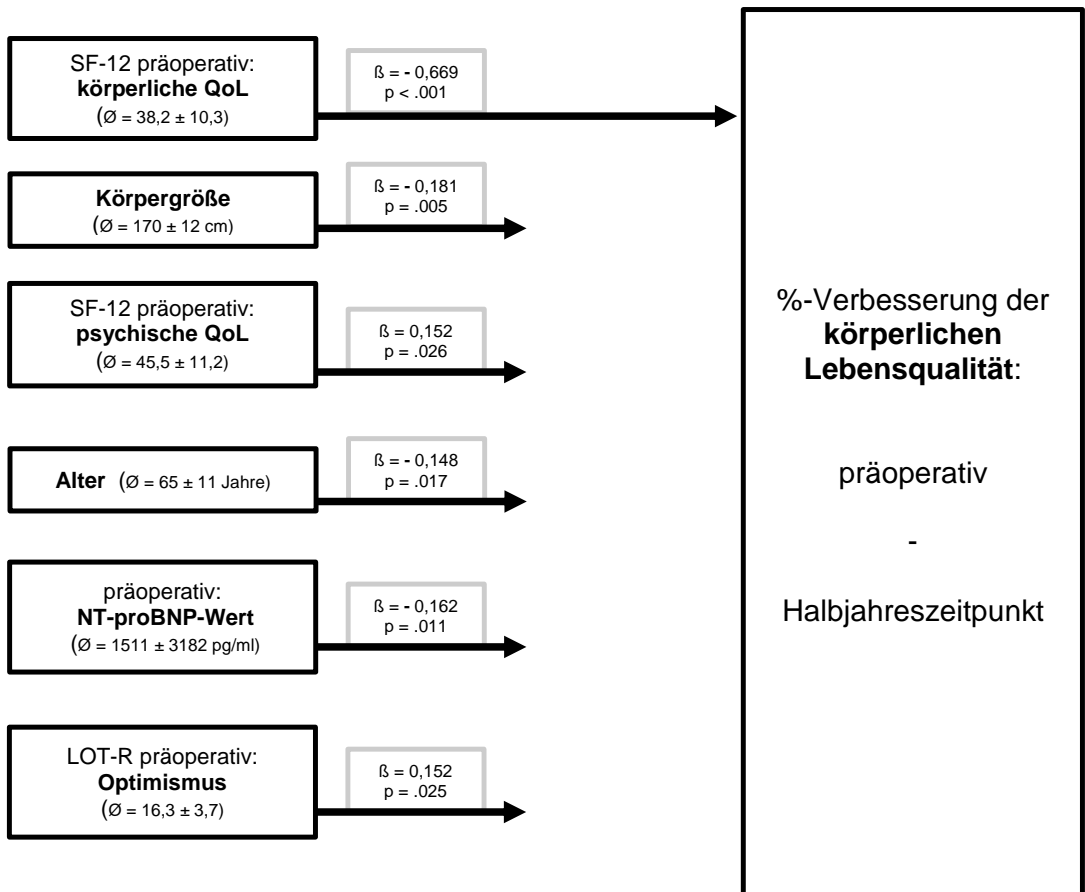 SF-12 präoperativ:
körperliche QoL
(Ø = 38,2 ± 10,3)
ß = - 0,669
p < .001
Körpergröße
(Ø = 170 ± 12 cm)
ß = - 0,181
p = .005
SF-12 präoperativ:
psychische QoL
(Ø = 45,5 ± 11,2)
ß = 0,152
p = .026
Alter (Ø = 65 ± 11 Jahre)
ß = - 0,148
p = .017
präoperativ:
NT-proBNP-Wert
(Ø = 1511 ± 3182 pg/ml)
ß = - 0,162
p = .011
LOT-R präoperativ:
Optimismus
(Ø = 16,3 ± 3,7)
ß = 0,152
p = .025
%-Verbesserung der
körperlichen
Lebensqualität:
präoperativ
-
Halbjahreszeitpunkt